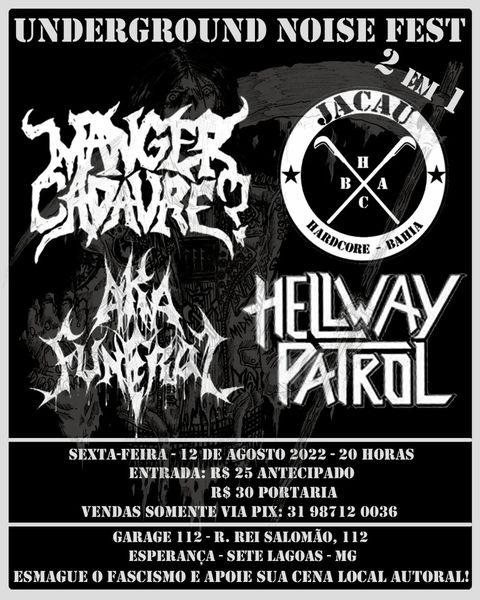 UNDERGROUND NOISE FEST
2 EM 1
MANGER
CADAVRE?
JACAU
H
B A
C
HARDCORE - BAHIA
AKA
FUNERAL
HELLWAY
PATROL
SEXTA-FEIRA - 12 DE AGOSTO 2022 - 20 HORAS
ENTRADA: R$ 25 ANTECIPADO
R$ 30 PORTARIA
VENDAS SOMENTE VIA PIX: 31 98712 0036
GARAGE 112 - R. REI SALOMÃO, 112
ESPERANÇA - SETE LAGOAS - MG
ESMAGUE O FASCISMO E APOIE SUA CENA LOCAL AUTORAL!